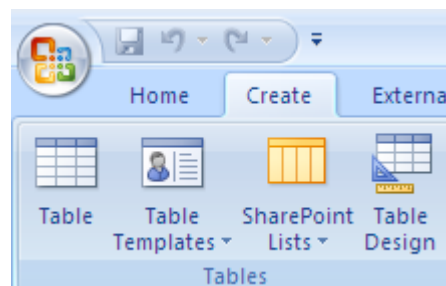 Home Create Externa
Table Table Templates SharePoint Lists Table Design
Tables